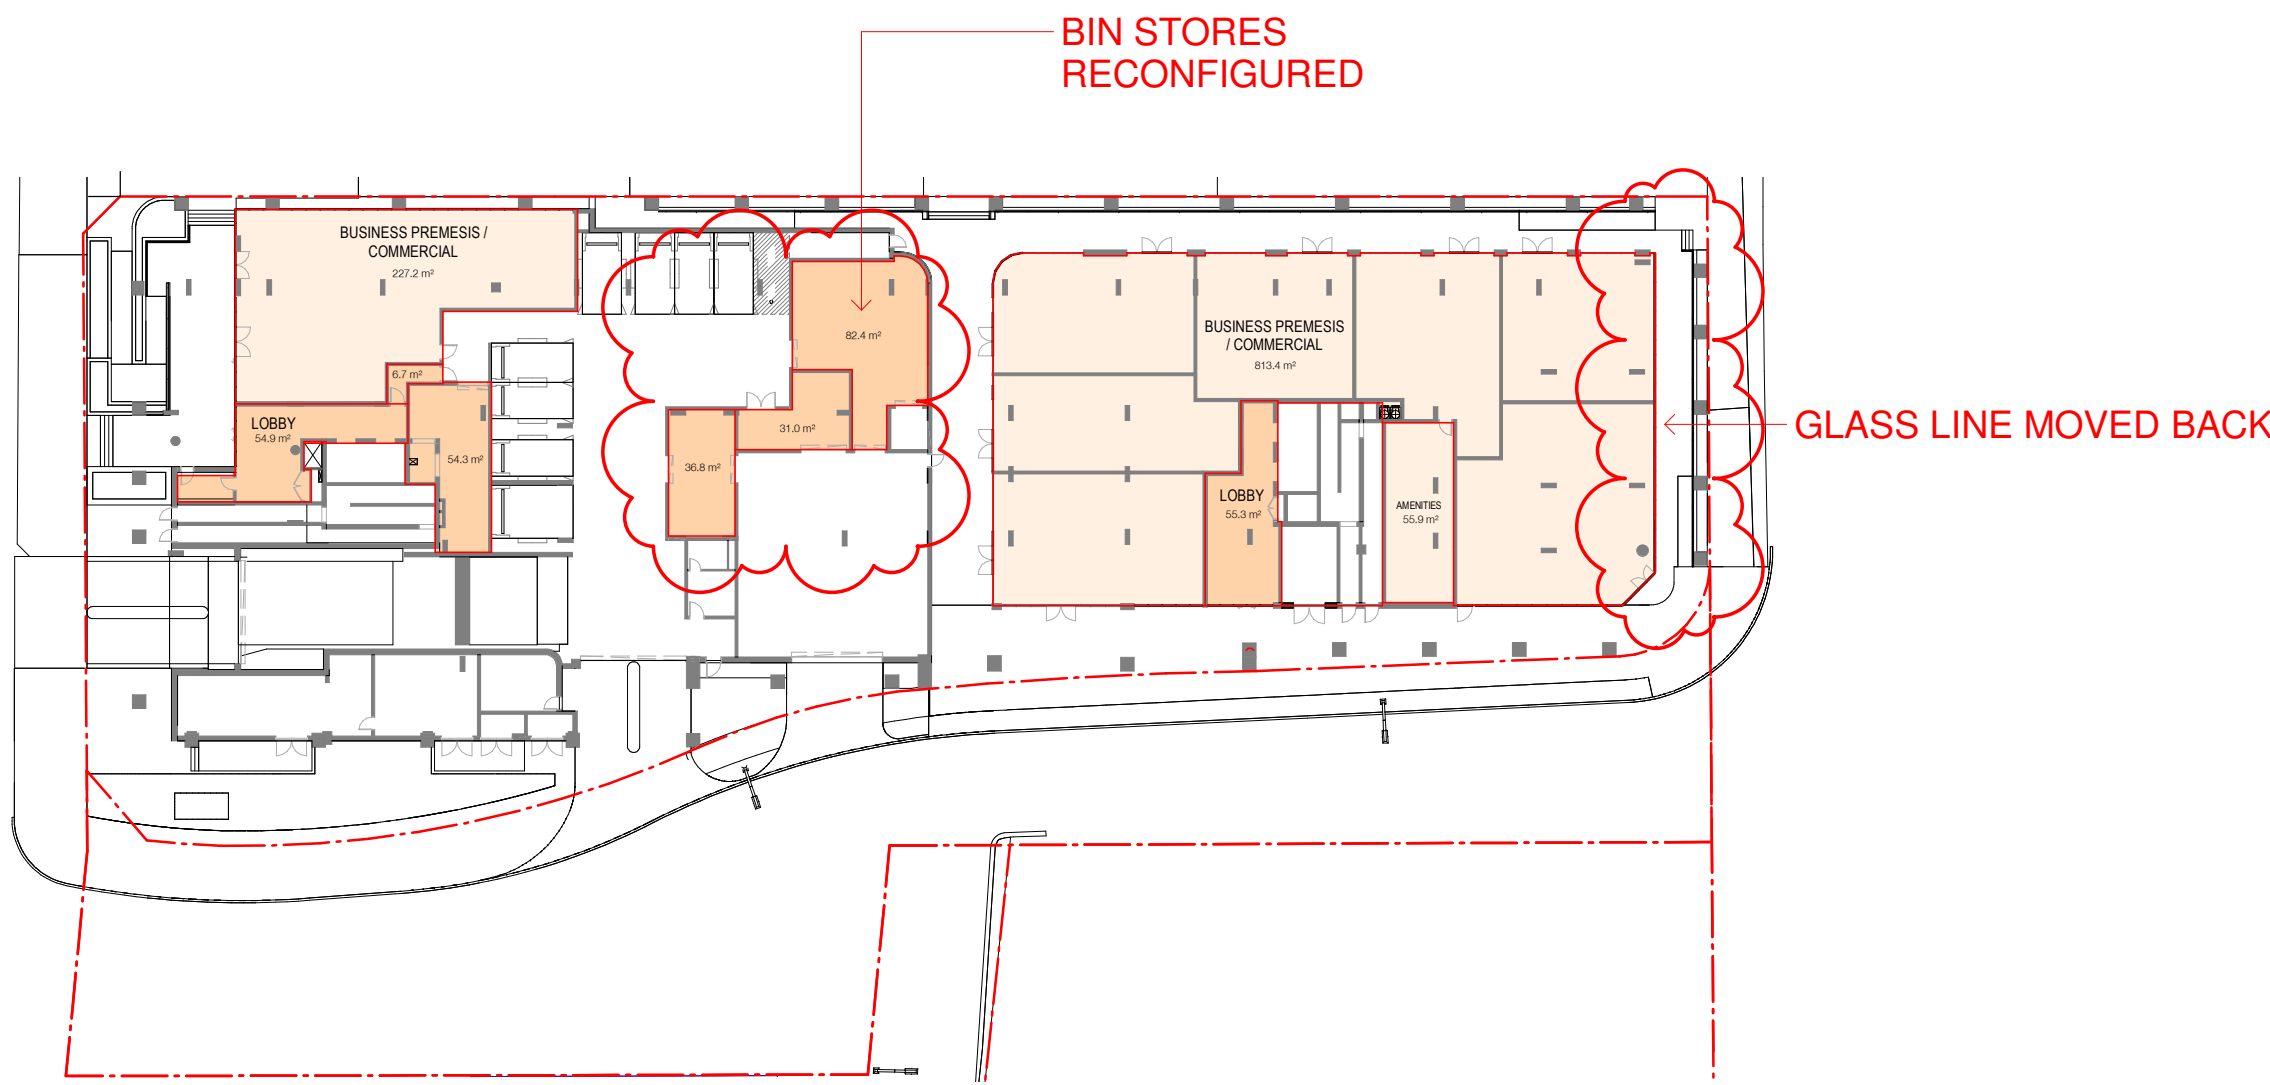 BIN STORES
RECONFIGURED
BUSINESS PREMESIS /
COMMERCIAL
227.2 m²
6.7 m²
LOBBY
54.9 m²
54.3 m²
82.4 m²
31.0 m²
36.8 m²
BUSINESS PREMESIS
/ COMMERCIAL
813.4 m²
LOBBY
55.3 m²
AMENITIES
55.9 m²
GLASS LINE MOVED BACK